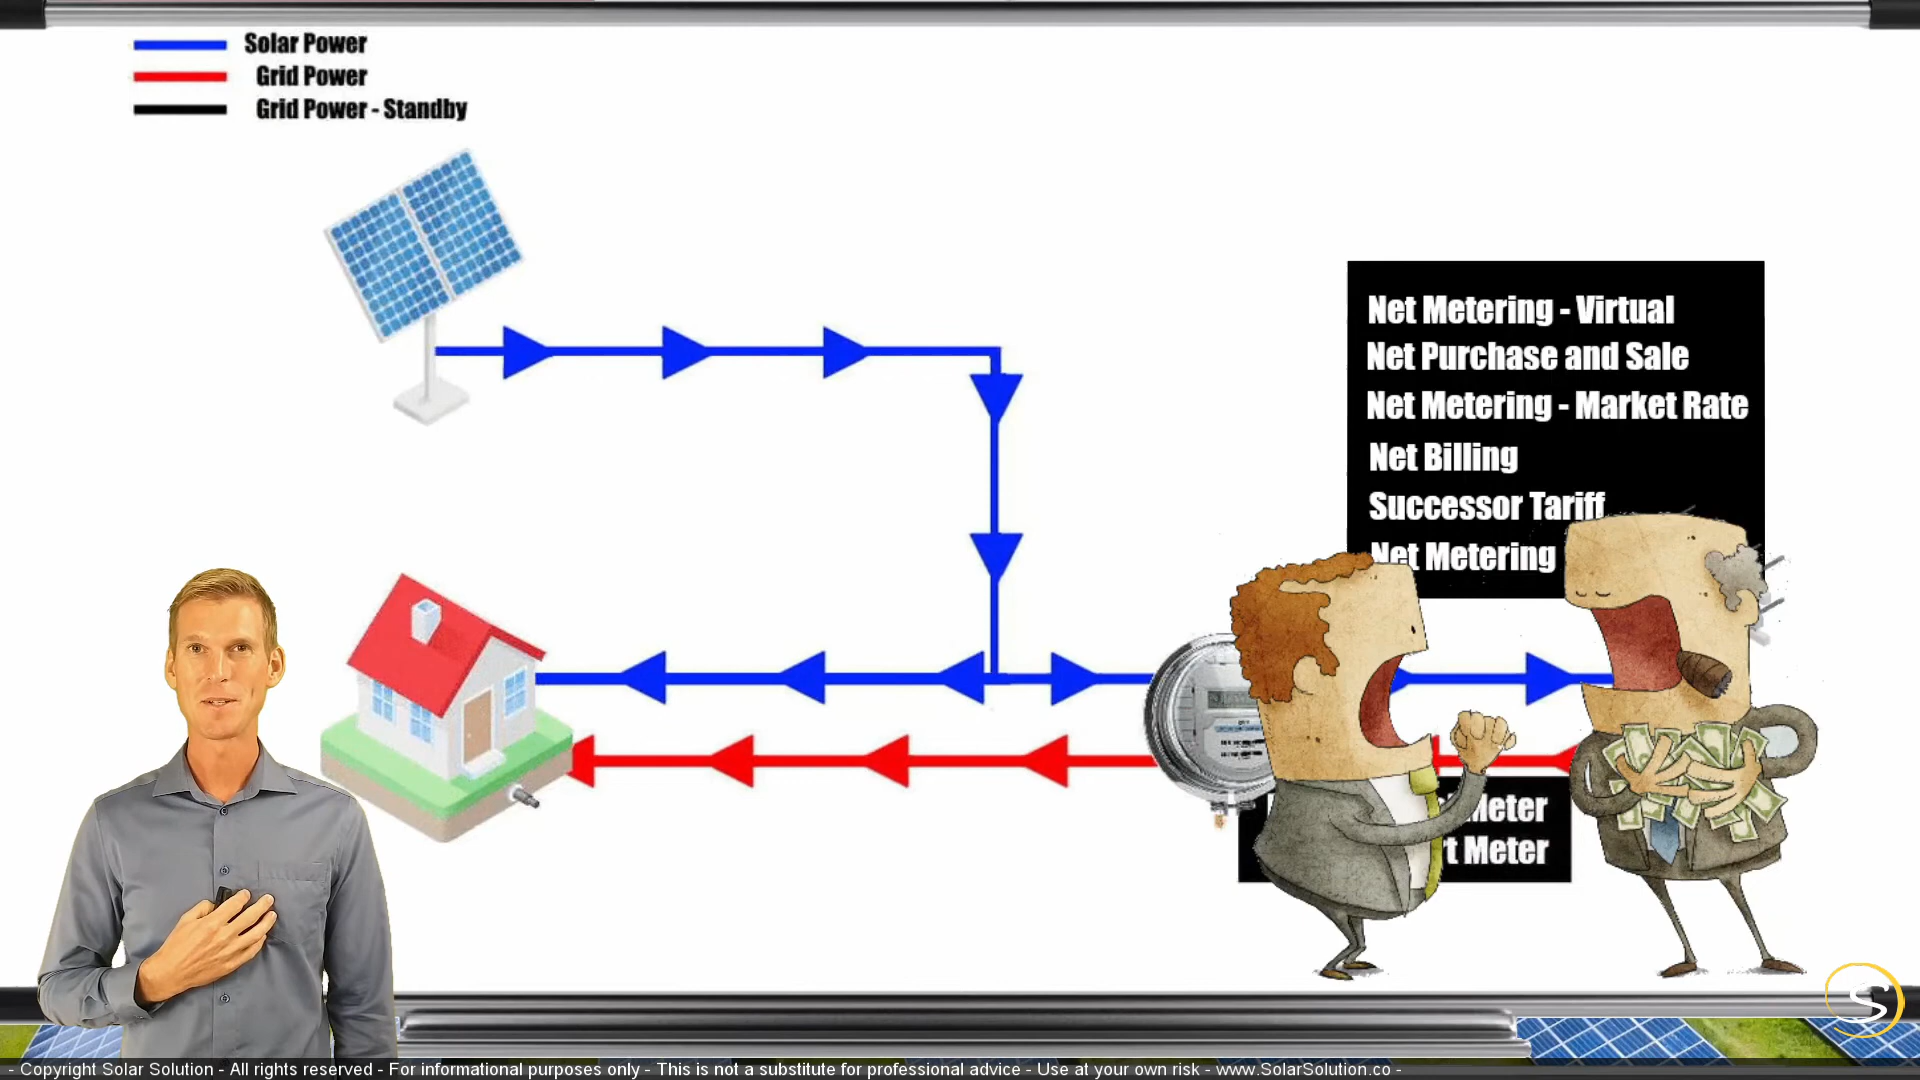 Solar Power
Grid Power
Grid Power - Standby
Net Metering - Virtual
Net Purchase and Sale
Net Metering - Market Rate
Net Billing
Successor Tariff
Net Metering
Meter
Meter
S
- Copyright Solar Solution - All rights reserved - For informational purposes only - This is not a substitute for professional advice - Use at your own risk - www.SolarSolution.co -